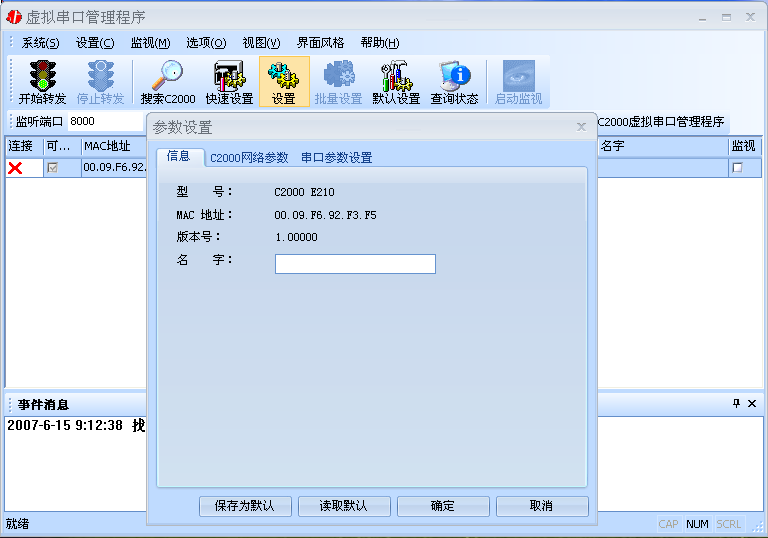 虚拟串口管理程序
系统(S) 设置(C) 监视(M) 选项(O) 视图(V) 界面风格 帮助(H)
开始转发 停止转发 搜索C2000 快速设置 设置 批量设置 默认设置 查询状态 启动监视
监听端口 8000 C2000虚拟串口管理程序
连接 可... MAC地址 名字 监视
00.09.F6.92.
参数设置
信息 C2000网络参数 串口参数设置
型 号： C2000 E210
MAC 地址： 00.09.F6.92.F3.F5
版本号： 1.00000
名 字：
保存为默认 读取默认 确定 取消
事件消息
2007-6-15 9:12:38 找
就绪 CAP NUM SCRL